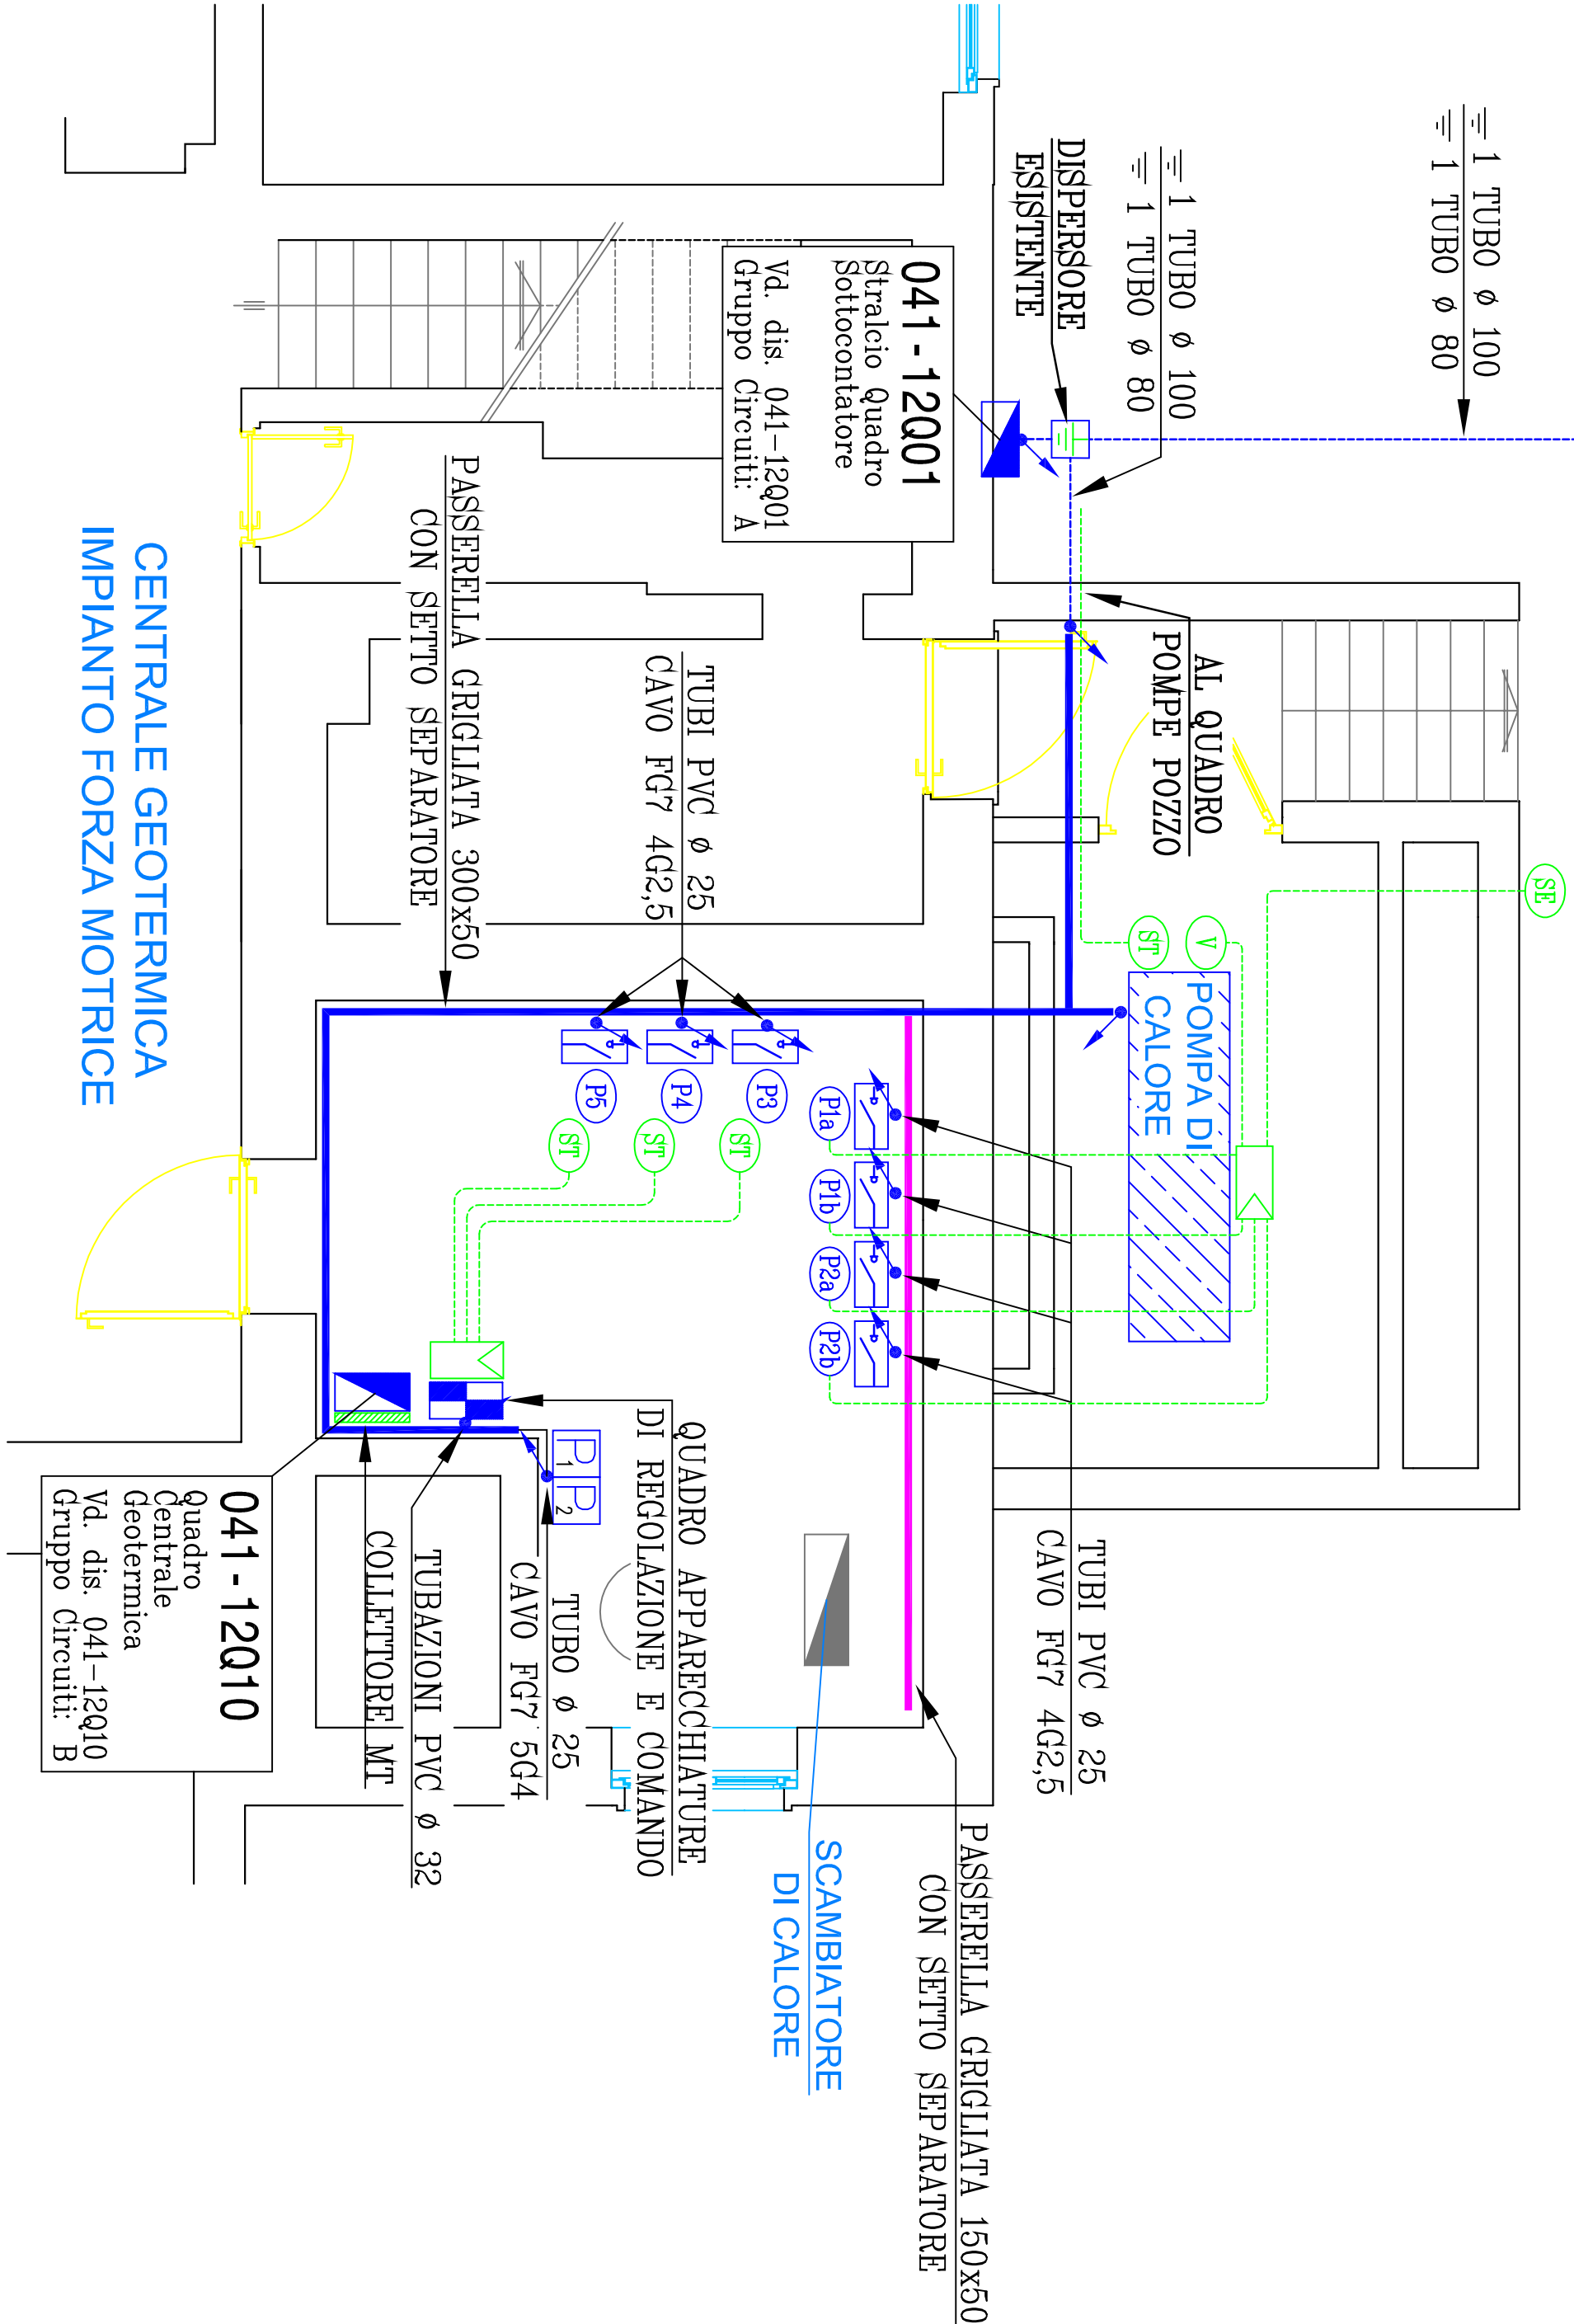 1 TUBO ø 100
1 TUBO ø 80
1 TUBO ø 100
1 TUBO ø 80
DISPERSORE
ESISTENTE
041-12Q01
Stralcio Quadro
Sottocontatore
Vd. dis. 041-12Q01
Gruppo Circuiti: A
AL QUADRO
POMPE POZZO
SE
V
ST
POMPA DI
CALORE
TUBI PVC ø 25
CAVO FG7 4G2,5
PASSERELLA GRIGLIATA 300x50
CON SETTO SEPARATORE
CENTRALE GEOTERMICA
IMPIANTO FORZA MOTRICE
P3
P4
P5
ST
ST
ST
P1a
P1b
P2a
P2b
TUBI PVC ø 25
CAVO FG7 4G2,5
P1 P2
QUADRO APPARECCHIATURE
DI REGOLAZIONE E COMANDO
TUBO ø 25
CAVO FG7 5G4
TUBAZIONI PVC ø 32
COLLETTORE MT
041-12Q10
Quadro
Centrale
Geotermica
Vd. dis. 041-12Q10
Gruppo Circuiti: B
PASSERELLA GRIGLIATA 150x50
CON SETTO SEPARATORE
SCAMBIATORE
DI CALORE